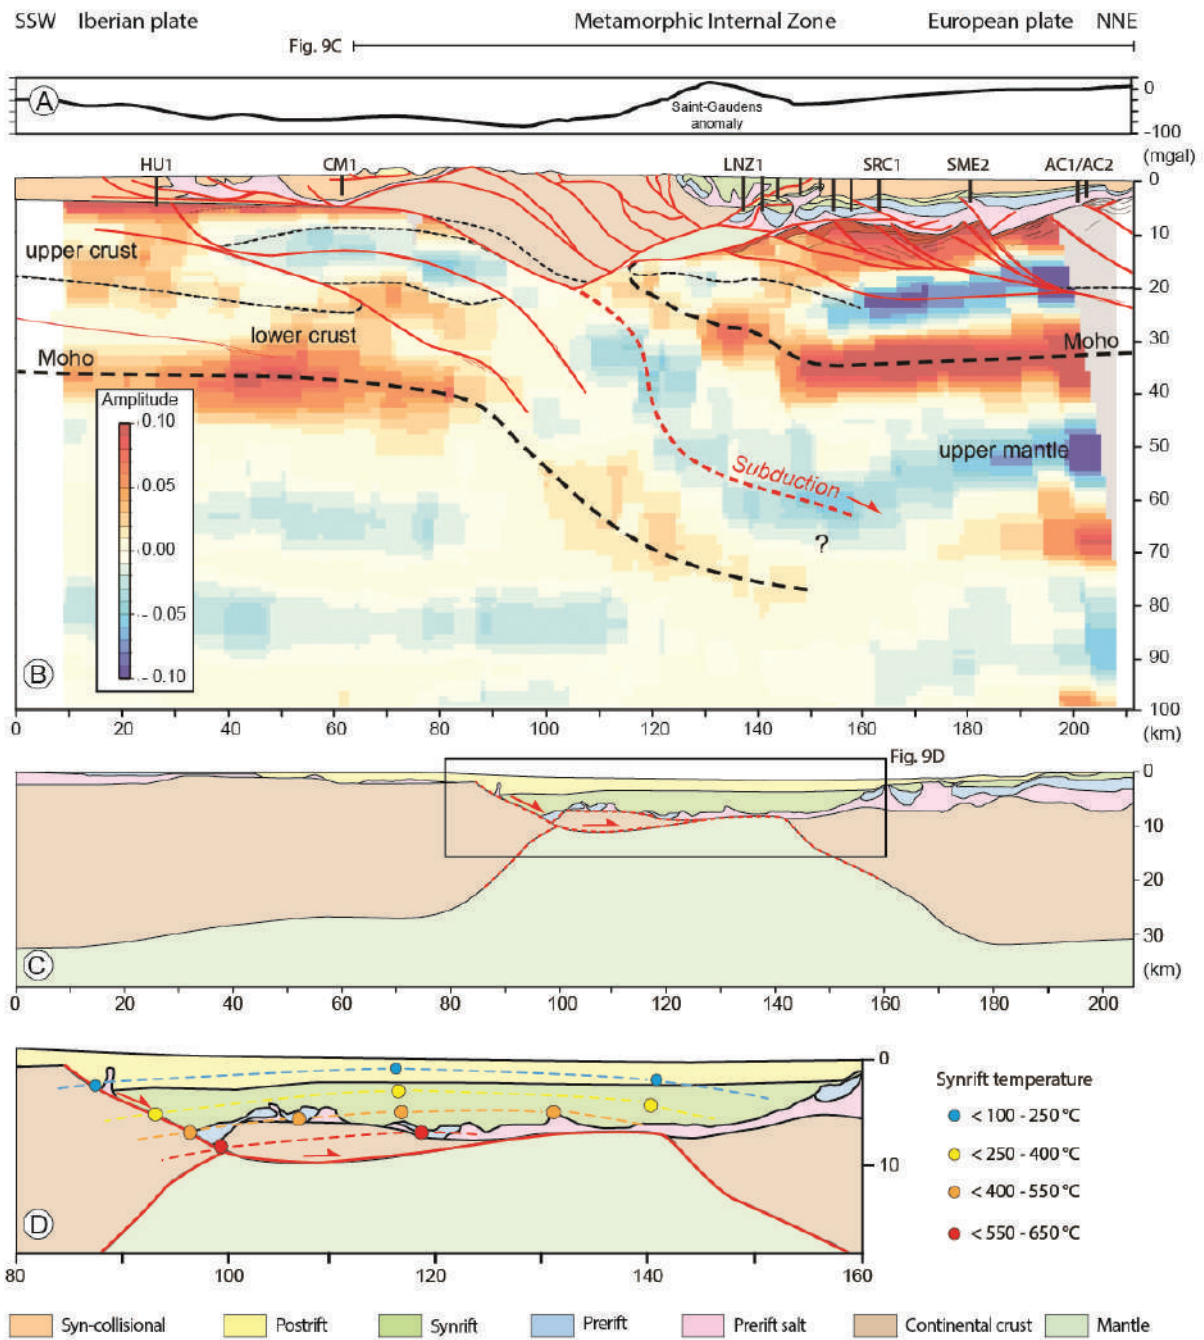 SSW Iberian plate Metamorphic Internal Zone European plate NNE
Fig. 9C
A
Saint-Gaudens
anomaly
0
-100
(mgal)
HU1 CM1 LNZ1 SRC1 SME2 AC1/AC2
0
10
upper crust
20
lower crust
30
Moho Moho
40
Amplitude
0.10
0.05
0.00
- 0.05
- 0.10
50
upper mantle
Subduction
60
?
70
80
90
B
100
0 20 40 60 80 100 120 140 160 180 200 (km)
Fig. 9D
0
10
20
30
C
(km)
0 20 40 60 80 100 120 140 160 180 200
0
10
D
80 100 120 140 160
Synrift temperature
< 100 - 250 °C
< 250 - 400 °C
< 400 - 550 °C
< 550 - 650 °C
Syn-collisional Postrift Synrift Prerift Prerift salt Continental crust Mantle